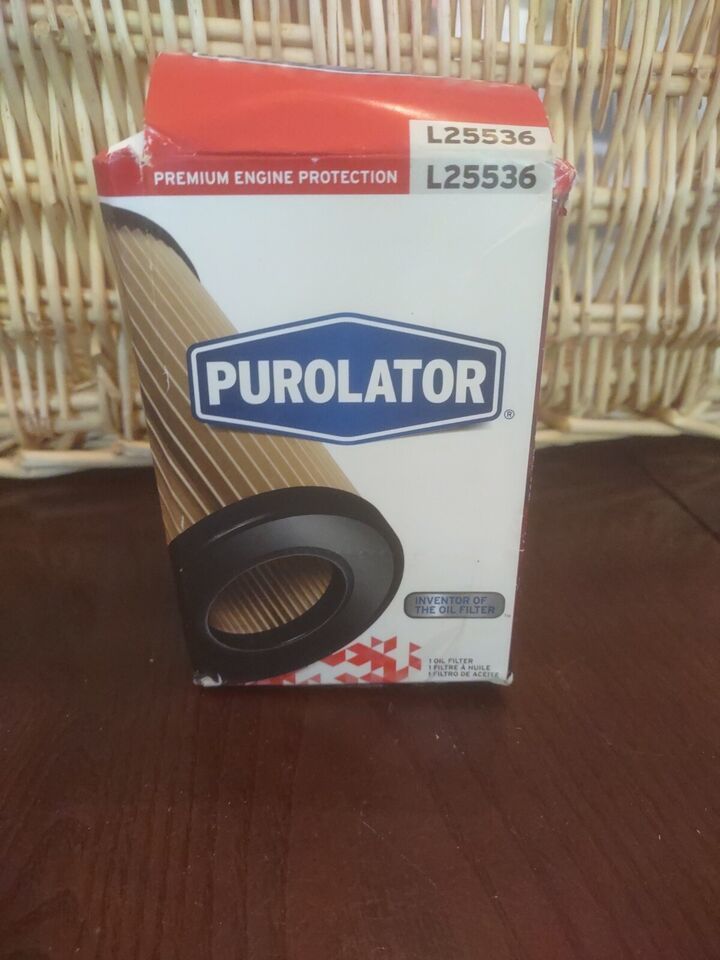 L25536
PREMIUM ENGINE PROTECTION L25536
PUROLATOR®
INVENTOR OF
THE OIL FILTER™
1 OIL FILTER
1 FILTRE À HUILE
1 FILTRO DE ACEITE